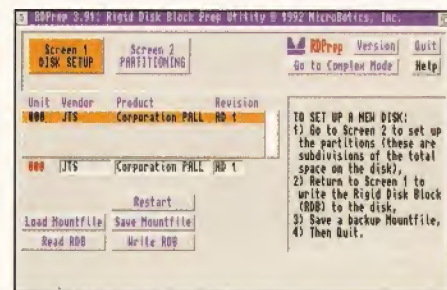 RDPrep 3.91: Rigid Disk Block Prep Utility © 1992 MicroBotics, Inc.
Screen 1
DISK SETUP
Screen 2
PARTITIONING
RDPrep Version Quit
Go to Complex Mode Help
Unit Vendor Product Revision
000 JTS Corporation PALL AD 1
000 JTS Corporation PALL AD 1
Restart
Load Mountfile Save Mountfile
Read RDB Write RDB
TO SET UP A NEW DISK:
1) Go to Screen 2 to set up
the partitions (these are
subdivisions of the total
space on the disk),
2) Return to Screen 1 to
write the Rigid Disk Block
(RDB) to the disk,
3) Save a backup Mountfile,
4) Then Quit.